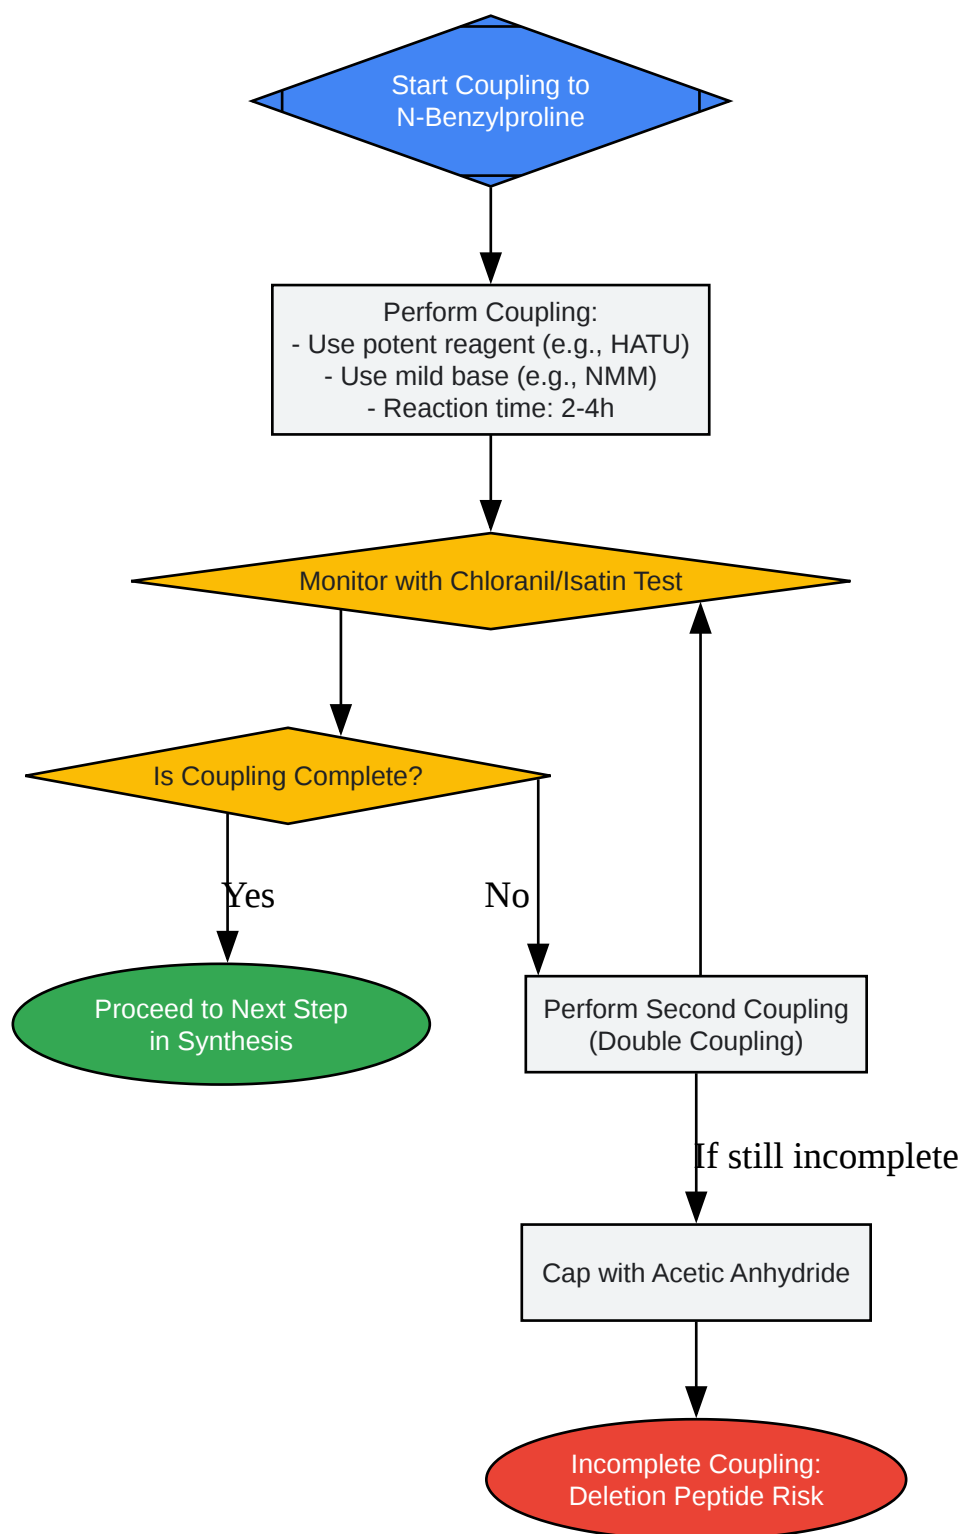 Start Coupling to
N-Benzylproline
Perform Coupling:
- Use potent reagent (e.g., HATU)
- Use mild base (e.g., NMM)
- Reaction time: 2-4h
Monitor with Chloranil/Isatin Test
Is Coupling Complete?
Yes
No
Proceed to Next Step
in Synthesis
Perform Second Coupling
(Double Coupling)
If still incomplete
Cap with Acetic Anhydride
Incomplete Coupling:
Deletion Peptide Risk